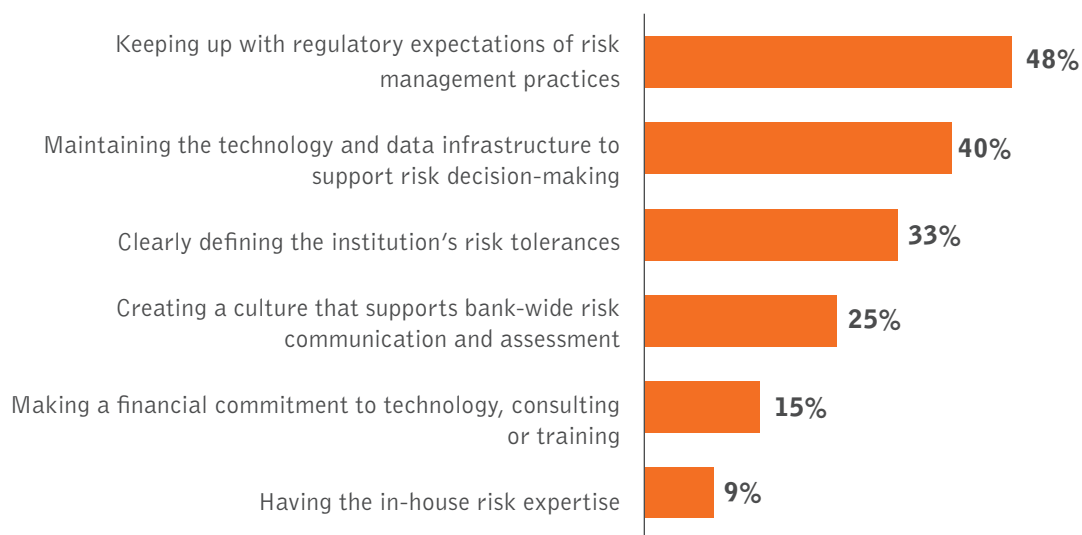 Keeping up with regulatory expectations of risk
management practices
48%
Maintaining the technology and data infrastructure to
support risk decision-making
40%
Clearly defining the institution's risk tolerances
33%
Creating a culture that supports bank-wide risk
communication and assessment
25%
Making a financial commitment to technology, consulting
or training
15%
Having the in-house risk expertise
9%